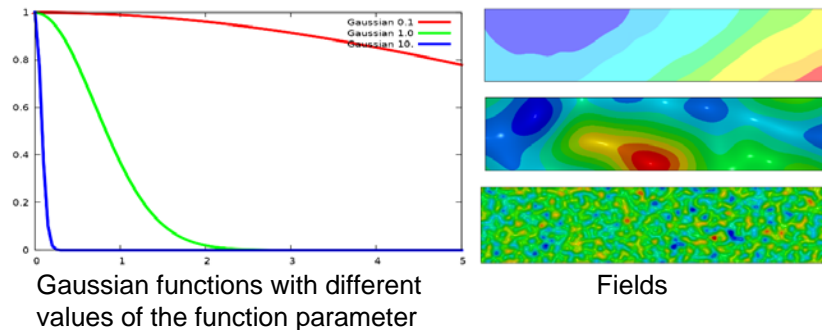 1
0.8
0.6
0.4
0.2
0
0 1 2 3 4 5
Gaussian 0.1
Gaussian 1.0
Gaussian 10.
Gaussian functions with different
values of the function parameter
Fields